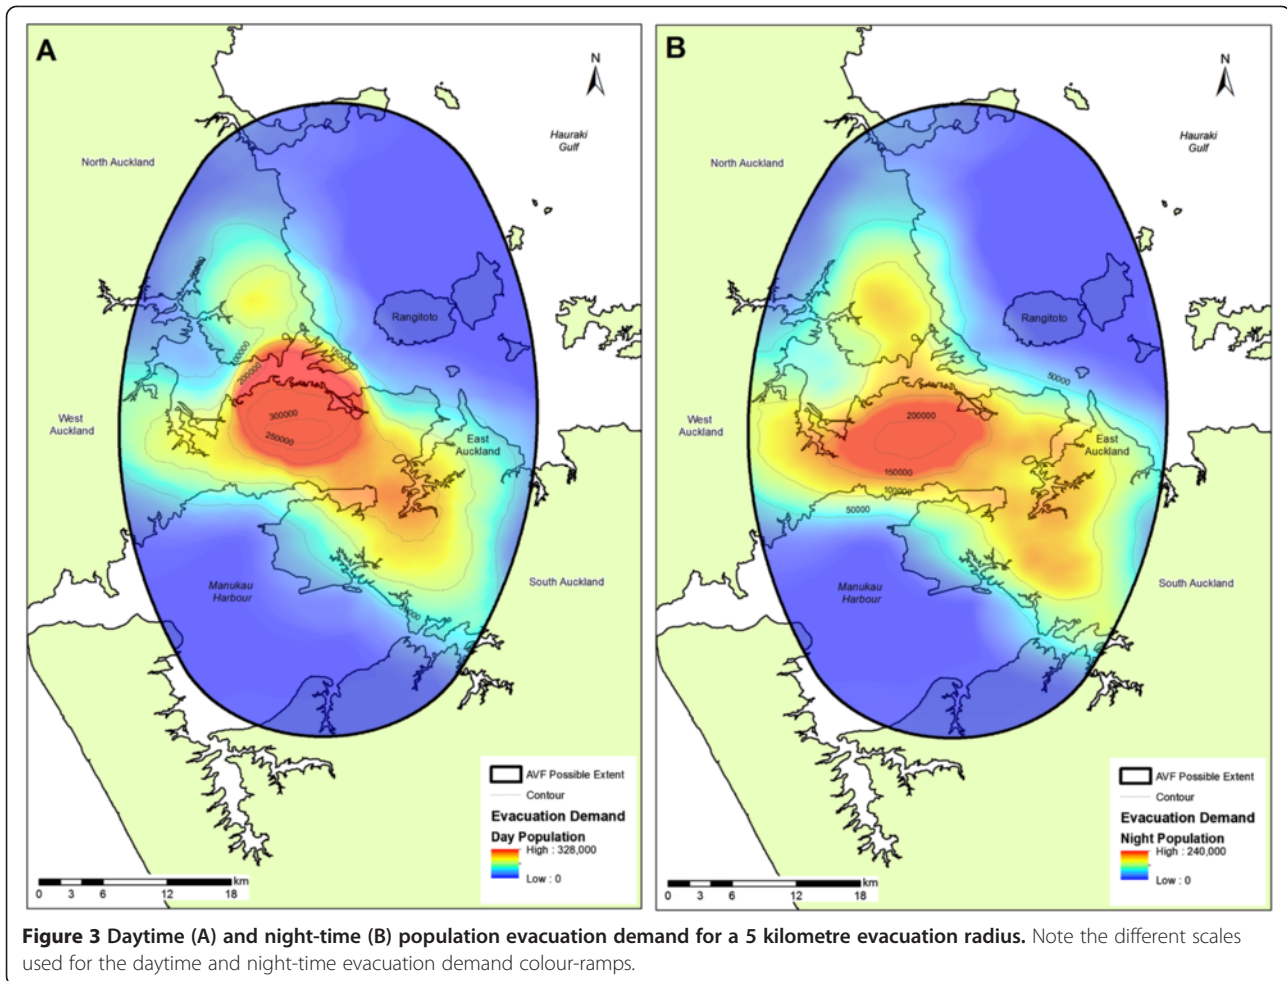 A
N
Hauraki
Gulf
North Auckland
Rangitoto
100000
150000
200000
West
Auckland
300000
250000
East
Auckland
Manukau
Harbour
South Auckland
AVF Possible Extent
Contour
Evacuation Demand
Day Population
High : 328,000
Low : 0
km
0 3 6 12 18
B
N
Hauraki
Gulf
North Auckland
Rangitoto
50000
West
Auckland
200000
East
Auckland
150000
100000
50000
Manukau
Harbour
South Auckland
AVF Possible Extent
Contour
Evacuation Demand
Night Population
High : 240,000
Low : 0
km
0 3 6 12 18
Figure 3 Daytime (A) and night-time (B) population evacuation demand for a 5 kilometre evacuation radius. Note the different scales
used for the daytime and night-time evacuation demand colour-ramps.